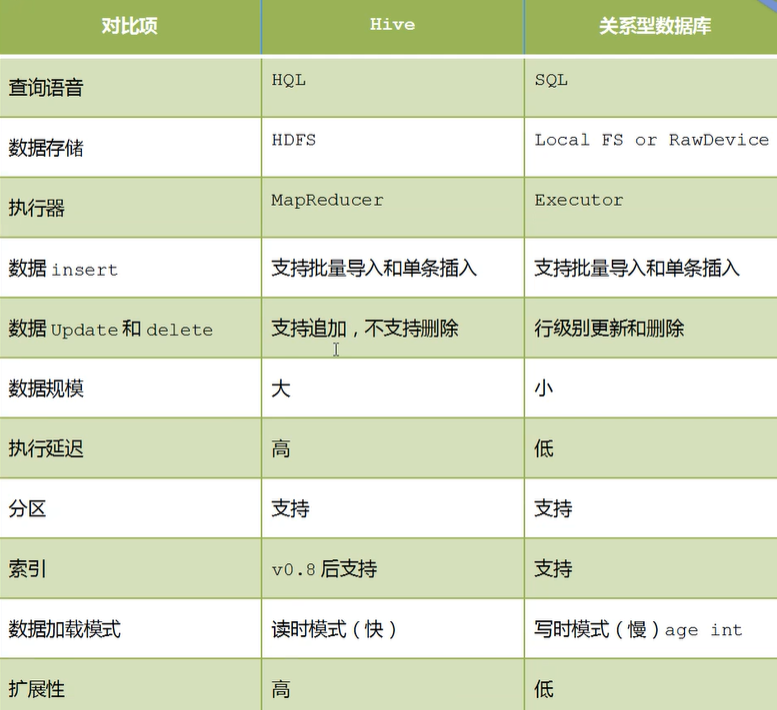 对比项 Hive 关系型数据库
查询语音 HQL SQL
数据存储 HDFS Local FS or RawDevice
执行器 MapReducer Executor
数据 insert 支持批量导入和单条插入 支持批量导入和单条插入
数据 Update 和 delete 支持追加，不支持删除 行级别更新和删除
数据规模 大 小
执行延迟 高 低
分区 支持 支持
索引 v0.8 后支持 支持
数据加载模式 读时模式（快） 写时模式（慢）age int
扩展性 高 低